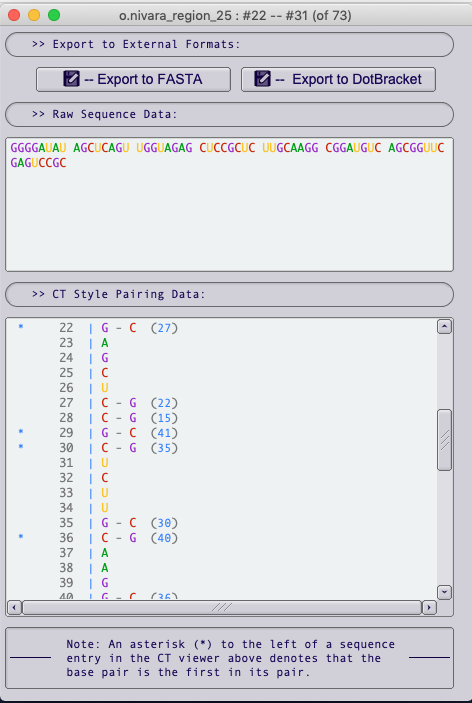 o.nivara_region_25 : #22 -- #31 (of 73)
>> Export to External Formats:
-- Export to FASTA
-- Export to DotBracket
>> Raw Sequence Data:
GGGGAUAU AGCUCAGU UGGUAGAG CUCCGCUC UUGCAAGG CGGAUGUC AGCGGUUC
GAGUCCGC
>> CT Style Pairing Data:
* 22 | G - C (27)
23 | A
24 | G
25 | C
26 | U
27 | C - G (22)
28 | C - G (15)
* 29 | G - C (41)
* 30 | C - G (35)
31 | U
32 | C
33 | U
34 | U
35 | G - C (30)
* 36 | C - G (40)
37 | A
38 | A
39 | G
40 | G - C (36)
Note: An asterisk (*) to the left of a sequence
entry in the CT viewer above denotes that the
base pair is the first in its pair.